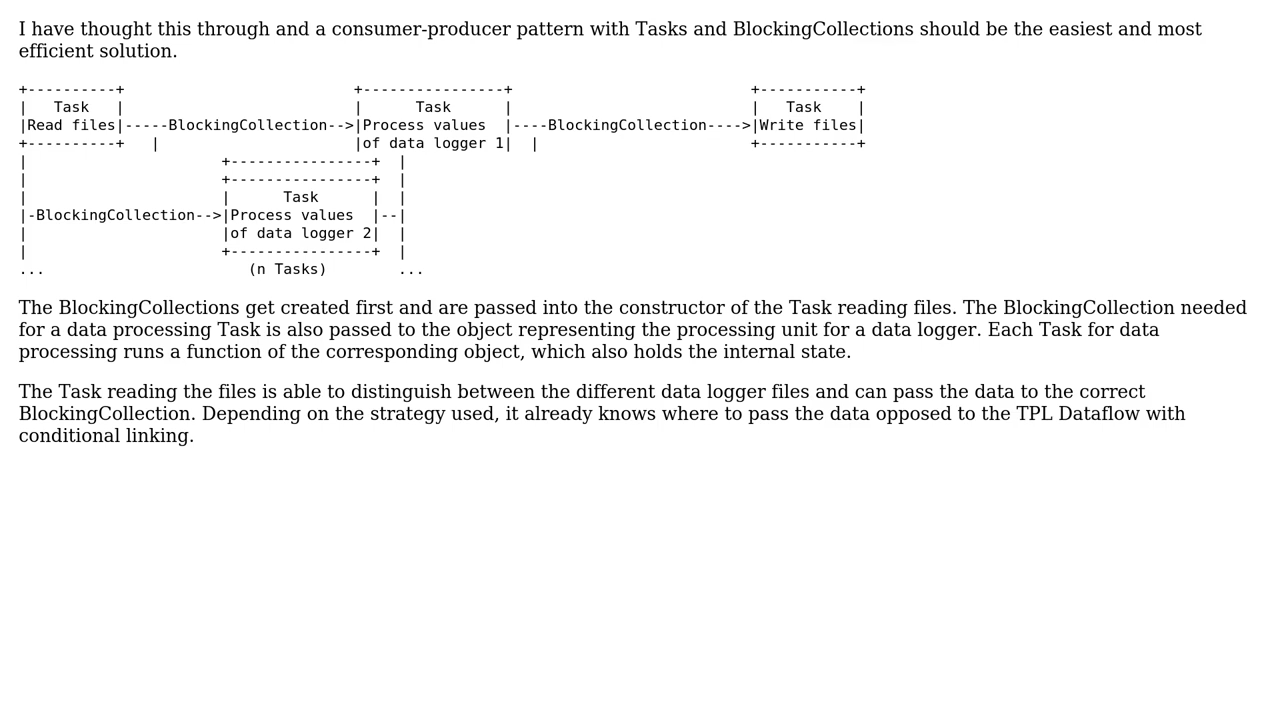 I have thought this through and a consumer-producer pattern with Tasks and BlockingCollections should be the easiest and most
efficient solution.
+----------+                          +----------------+                           +-----------+
|   Task   |                          |      Task      |                           |   Task    |
|Read files|-----BlockingCollection-->|Process values  |----BlockingCollection---->|Write files|
+----------+   |                      |of data logger 1|  |                        +-----------+
|                      +----------------+  |
|                      +----------------+  |
|                      |      Task      |  |
|-BlockingCollection-->|Process values  |--|
|                      |of data logger 2|  |
|                      +----------------+  |
...                       (n Tasks)        ...
The BlockingCollections get created first and are passed into the constructor of the Task reading files. The BlockingCollection needed
for a data processing Task is also passed to the object representing the processing unit for a data logger. Each Task for data
processing runs a function of the corresponding object, which also holds the internal state.
The Task reading the files is able to distinguish between the different data logger files and can pass the data to the correct
BlockingCollection. Depending on the strategy used, it already knows where to pass the data opposed to the TPL Dataflow with
conditional linking.